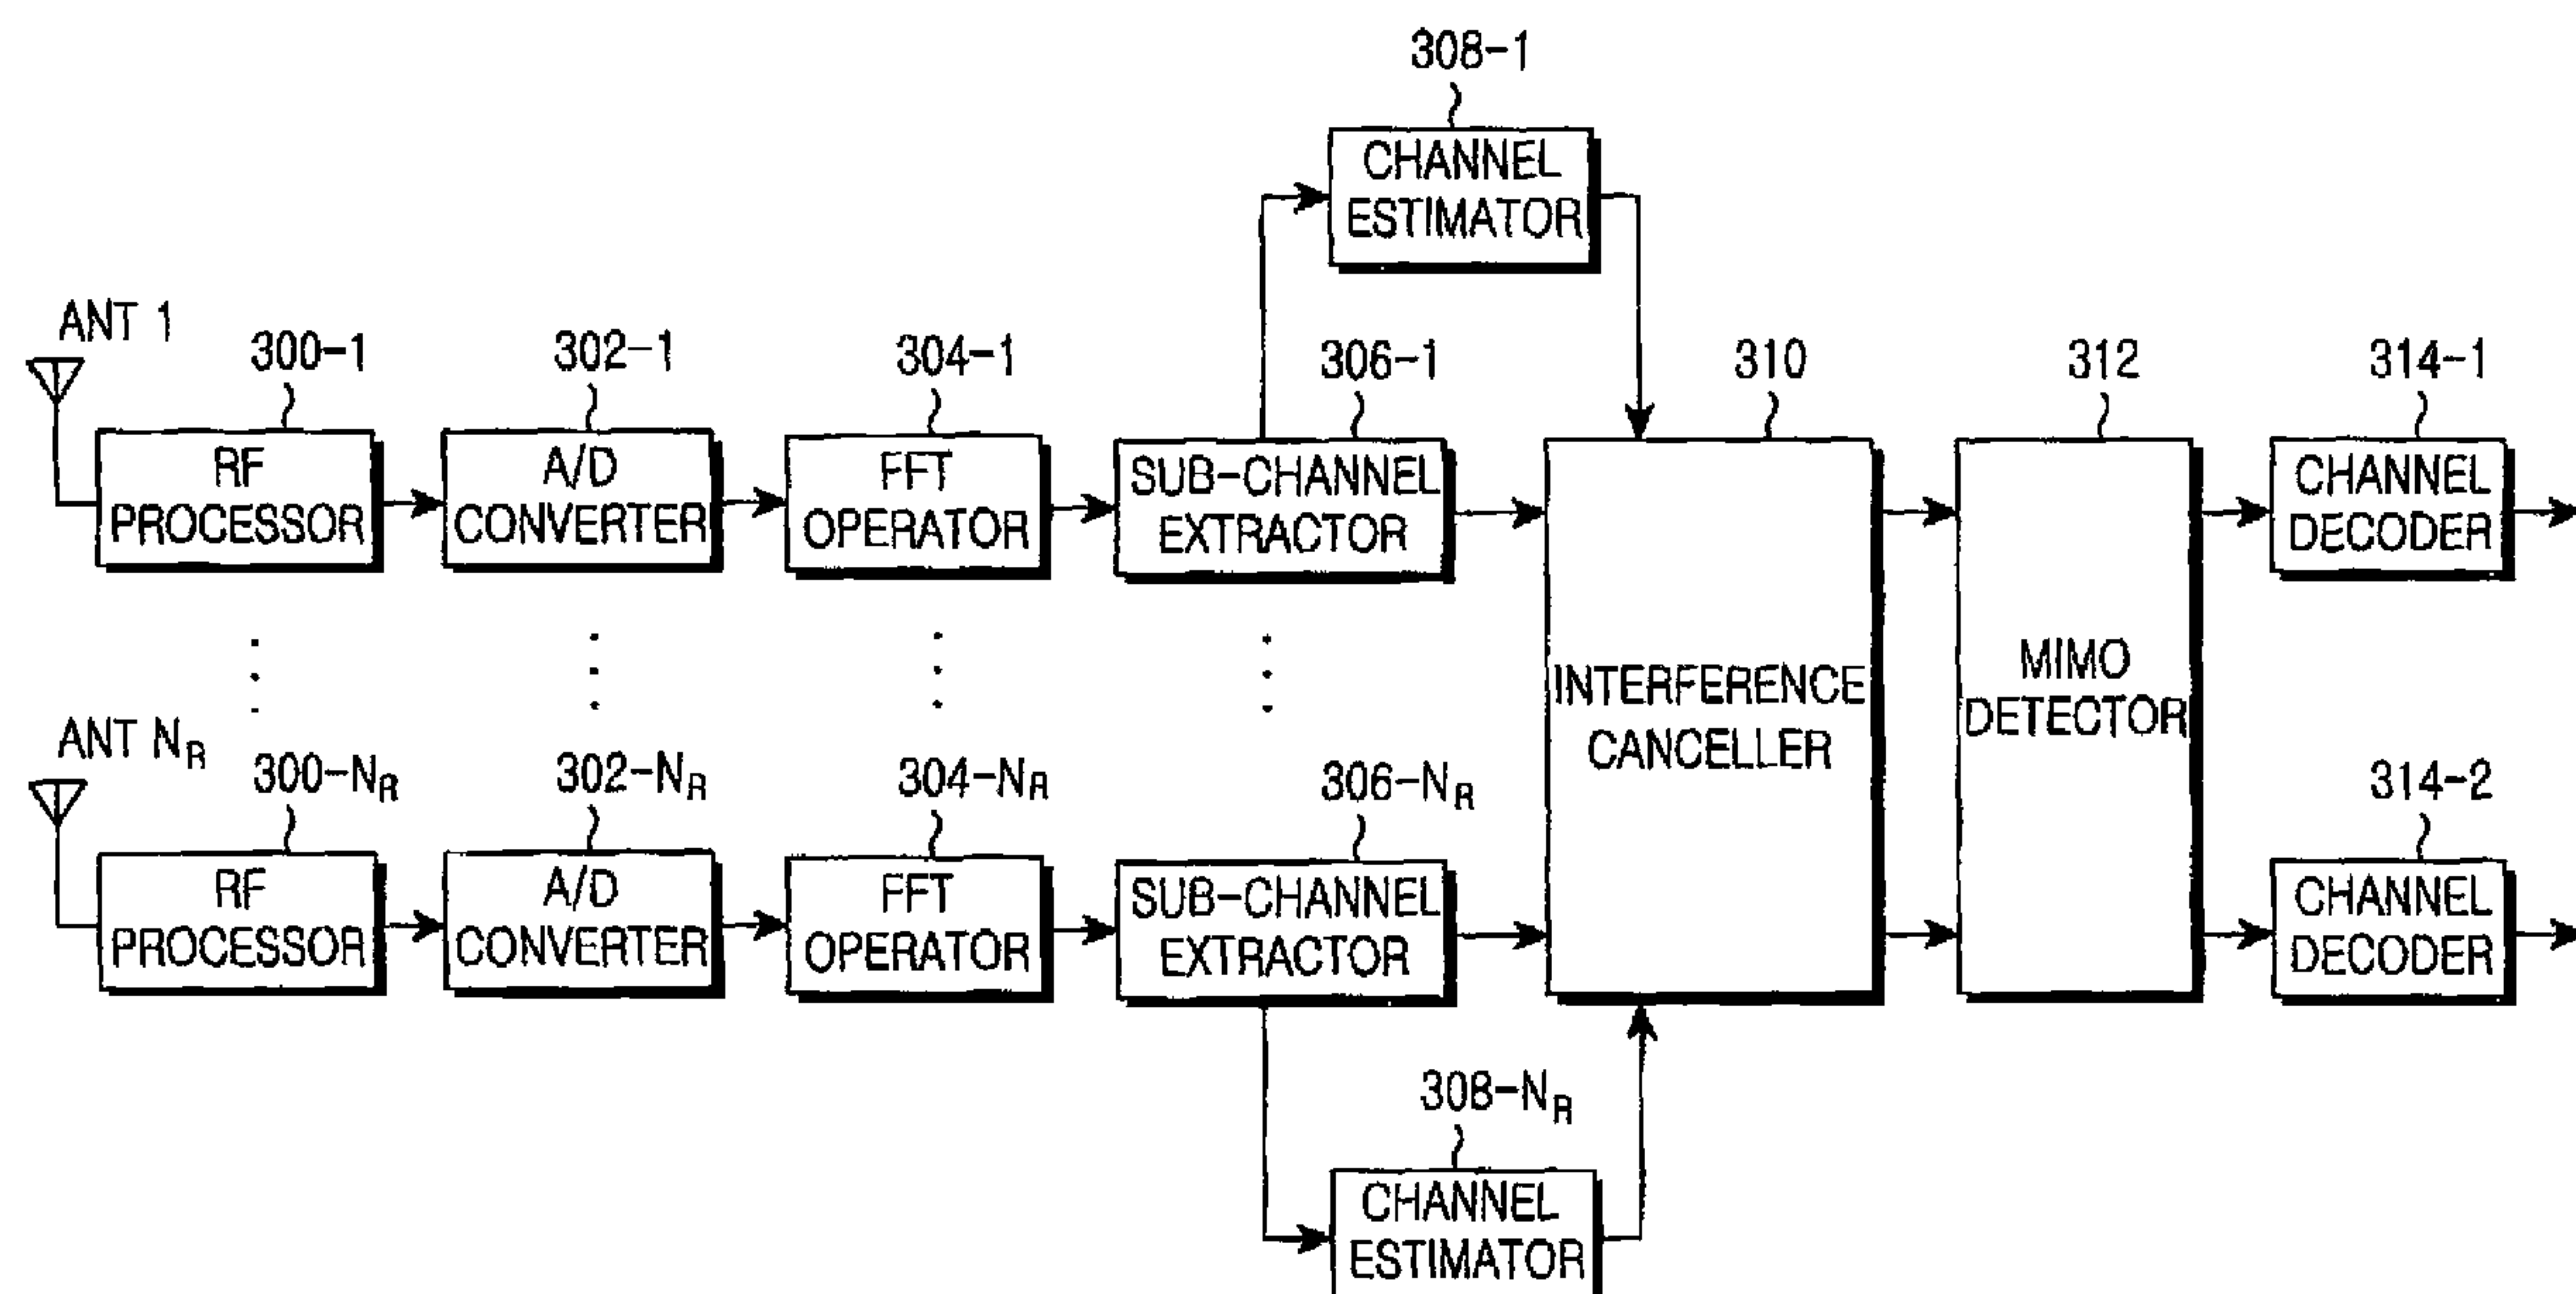 308-1
CHANNEL
ESTIMATOR
ANT 1
300-1
302-1
304-1
306-1
310
312
314-1
RF
PROCESSOR
A/D
CONVERTER
FFT
OPERATOR
SUB-CHANNEL
EXTRACTOR
INTERFERENCE
CANCELLER
MIMO
DETECTOR
CHANNEL
DECODER
ANT NR
300-NR
302-NR
304-NR
306-NR
314-2
RF
PROCESSOR
A/D
CONVERTER
FFT
OPERATOR
SUB-CHANNEL
EXTRACTOR
CHANNEL
DECODER
308-NR
CHANNEL
ESTIMATOR